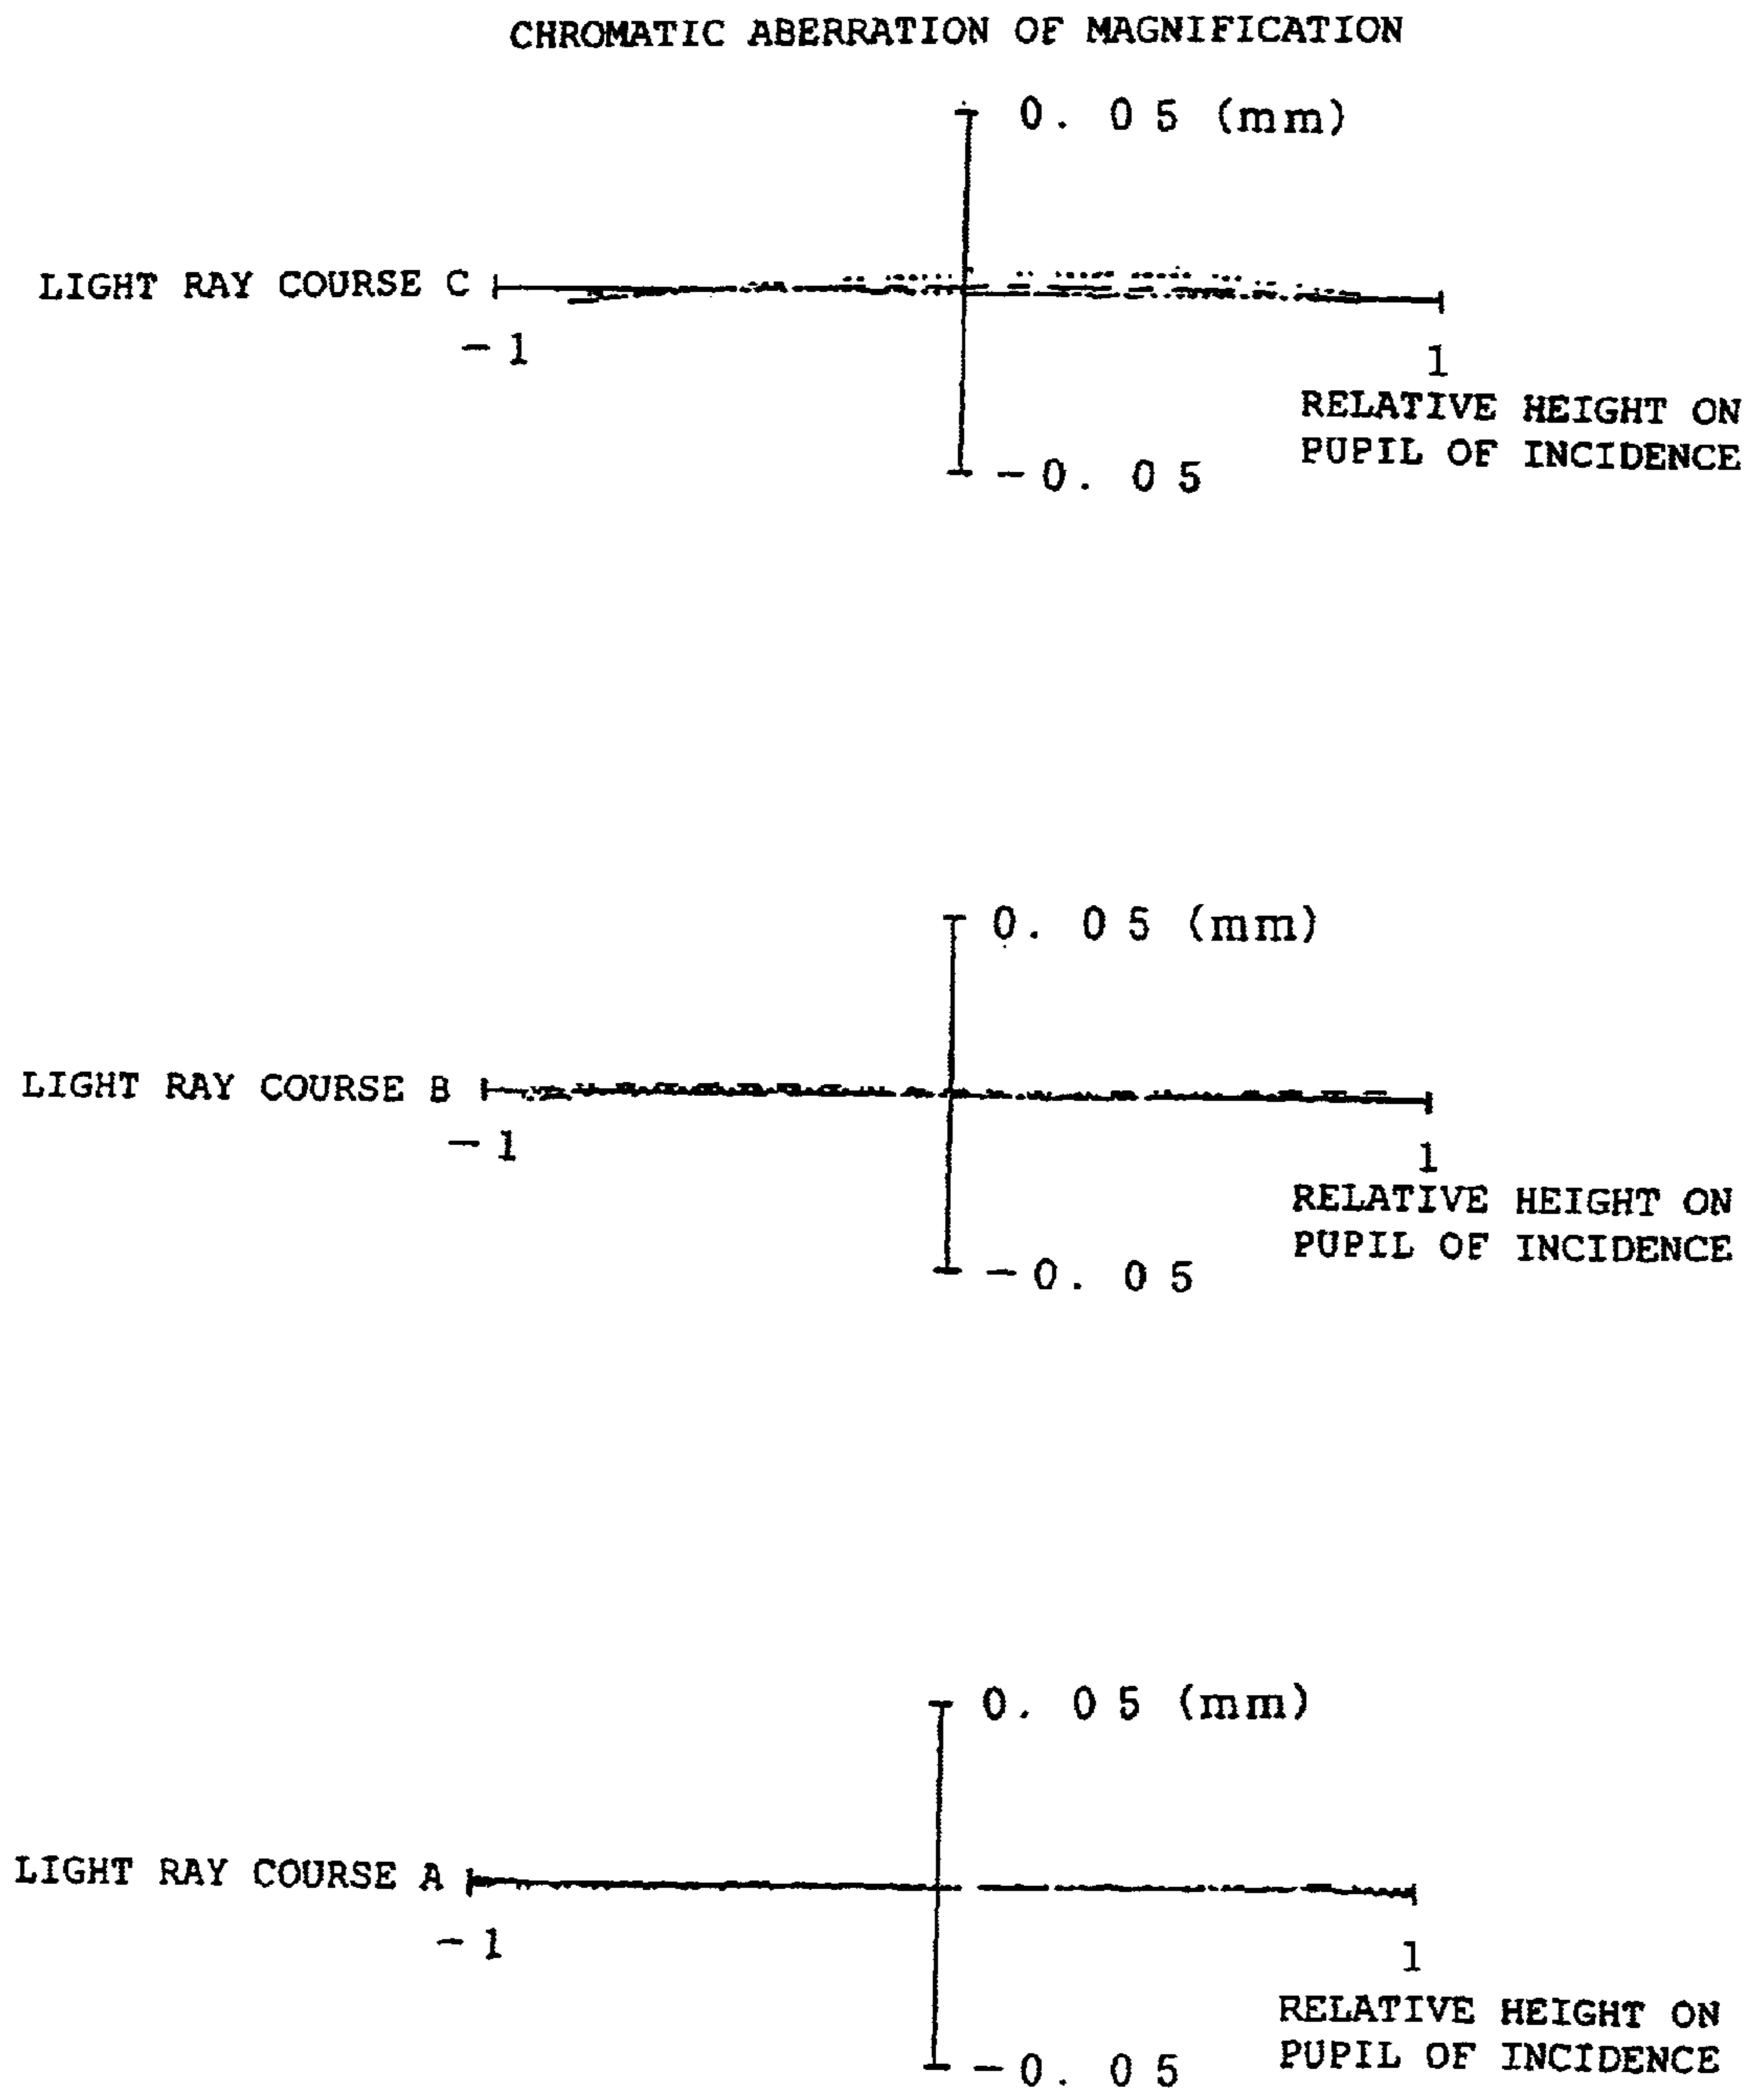 CHROMATIC ABERRATION OF MAGNIFICATION
0.05 (mm)
LIGHT RAY COURSE C
-1
1
RELATIVE HEIGHT ON
PUPIL OF INCIDENCE
-0.05
0.05 (mm)
LIGHT RAY COURSE B
-1
1
RELATIVE HEIGHT ON
PUPIL OF INCIDENCE
-0.05
0.05 (mm)
LIGHT RAY COURSE A
-1
1
RELATIVE HEIGHT ON
PUPIL OF INCIDENCE
-0.05